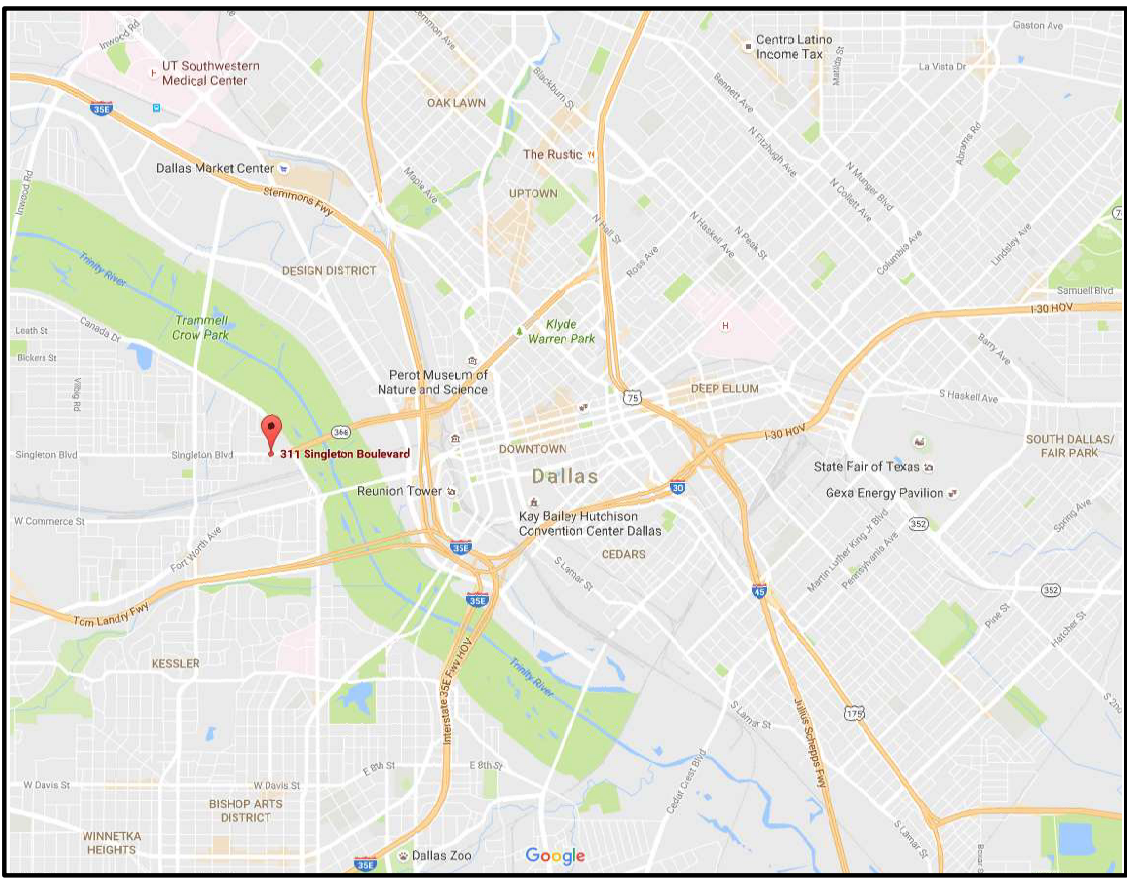 Inwood Rd
UT Southwestern
Medical Center
35E
Dallas Market Center
Stemmons Fwy
Inwood Rd
OAK LAWN
Blackburn St
Maple Ave
The Rustic
UPTOWN
N Hall St
Ross Ave
Centro Latino
Income Tax
Matilda St
Gaston Ave
La Vista Dr
Bennett Ave
N Fitzhugh Ave
N Munger Blvd
N Collett Ave
Abrams Rd
N Haskell Ave
N Peak St
Columbia Ave
Lindsley Ave
Samuell Blvd
I-30 HOV
Barry Ave
Trinity River
DESIGN DISTRICT
Trammell
Crow Park
Canada Dr
Leath St
Bickers St
Vilbig Rd
Klyde
Warren Park
H
Perot Museum of
Nature and Science
75
DEEP ELLUM
S Haskell Ave
366
I-30 HOV
SOUTH DALLAS/
FAIR PARK
Singleton Blvd
Singleton Blvd
311 Singleton Boulevard
DOWNTOWN
Dallas
State Fair of Texas
Reunion Tower
30
Gexa Energy Pavilion
W Commerce St
Kay Bailey Hutchison
Convention Center Dallas
352
Spring Ave
Fort Worth Ave
35E
CEDARS
S Lamar St
Martin Luther King Jr Blvd
Pennsylvania Ave
35E
45
352
Tom Landry Fwy
Pine St
Hatcher St
KESSLER
Interstate 35E Fwy HOV
Trinity River
S Lamar St
Julius Schepps Fwy
175
S 2nd
W Davis St
W Davis St
E 8th St
E 8th St
Cedar Crest Blvd
BISHOP ARTS
DISTRICT
WINNETKA
HEIGHTS
S Lamar St
35E
Dallas Zoo
Google